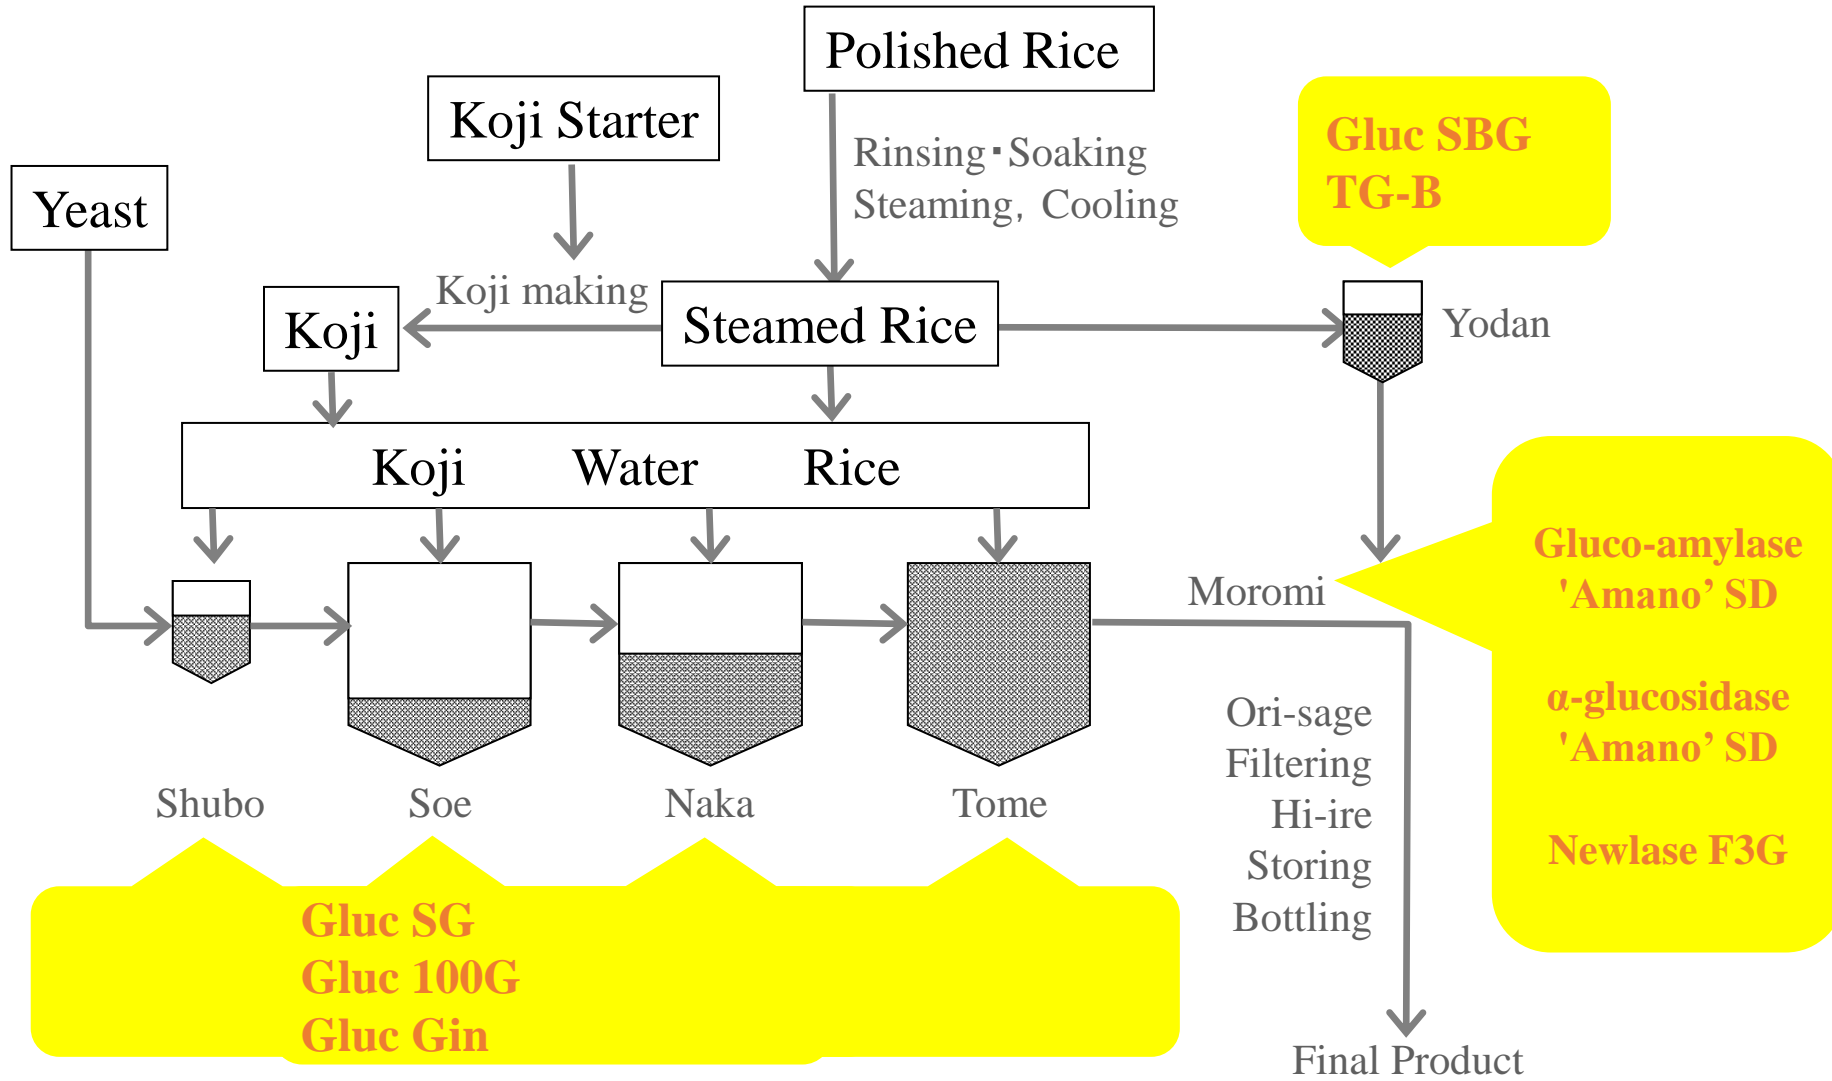 Polished Rice
Koji Starter
Gluc SBG
TG-B
Rinsing･Soaking
Steaming, Cooling
Yeast
Koji making
Koji
Steamed Rice
Yodan
Koji Water Rice
Gluco-amylase
'Amano’ SD
Moromi
α-glucosidase
'Amano’ SD
Ori-sage
Filtering
Hi-ire
Storing
Bottling
Newlase F3G
Shubo Soe Naka Tome
Gluc SG
Gluc 100G
Gluc Gin
Final Product